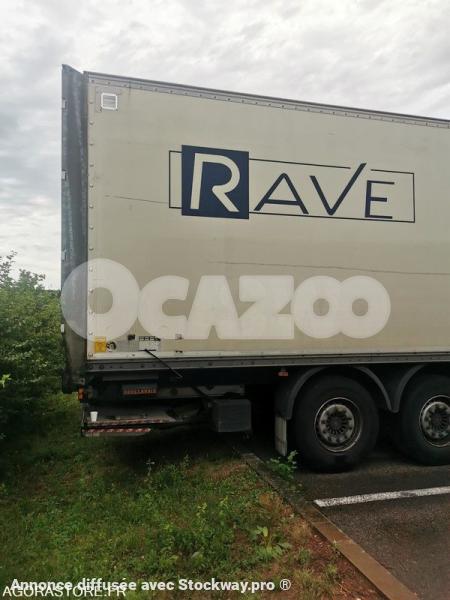 RAVE
OCAZOO
Annonce diffusée avec Stockway.pro ®
AGORASTORE.FR